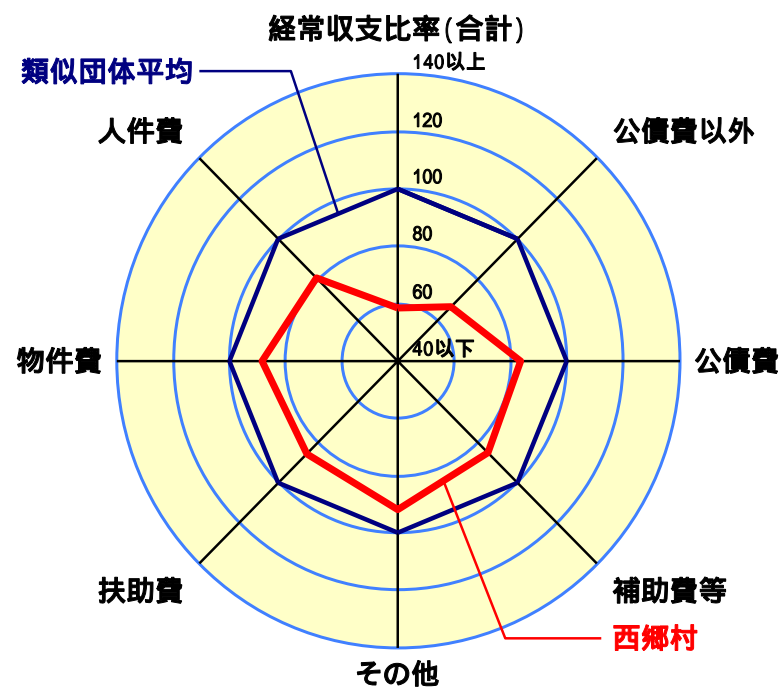 経常収支比率(合計)
140以上
類似団体平均
120
人件費
公債費以外
100
80
60
40以下
物件費
公債費
扶助費
補助費等
西郷村
その他